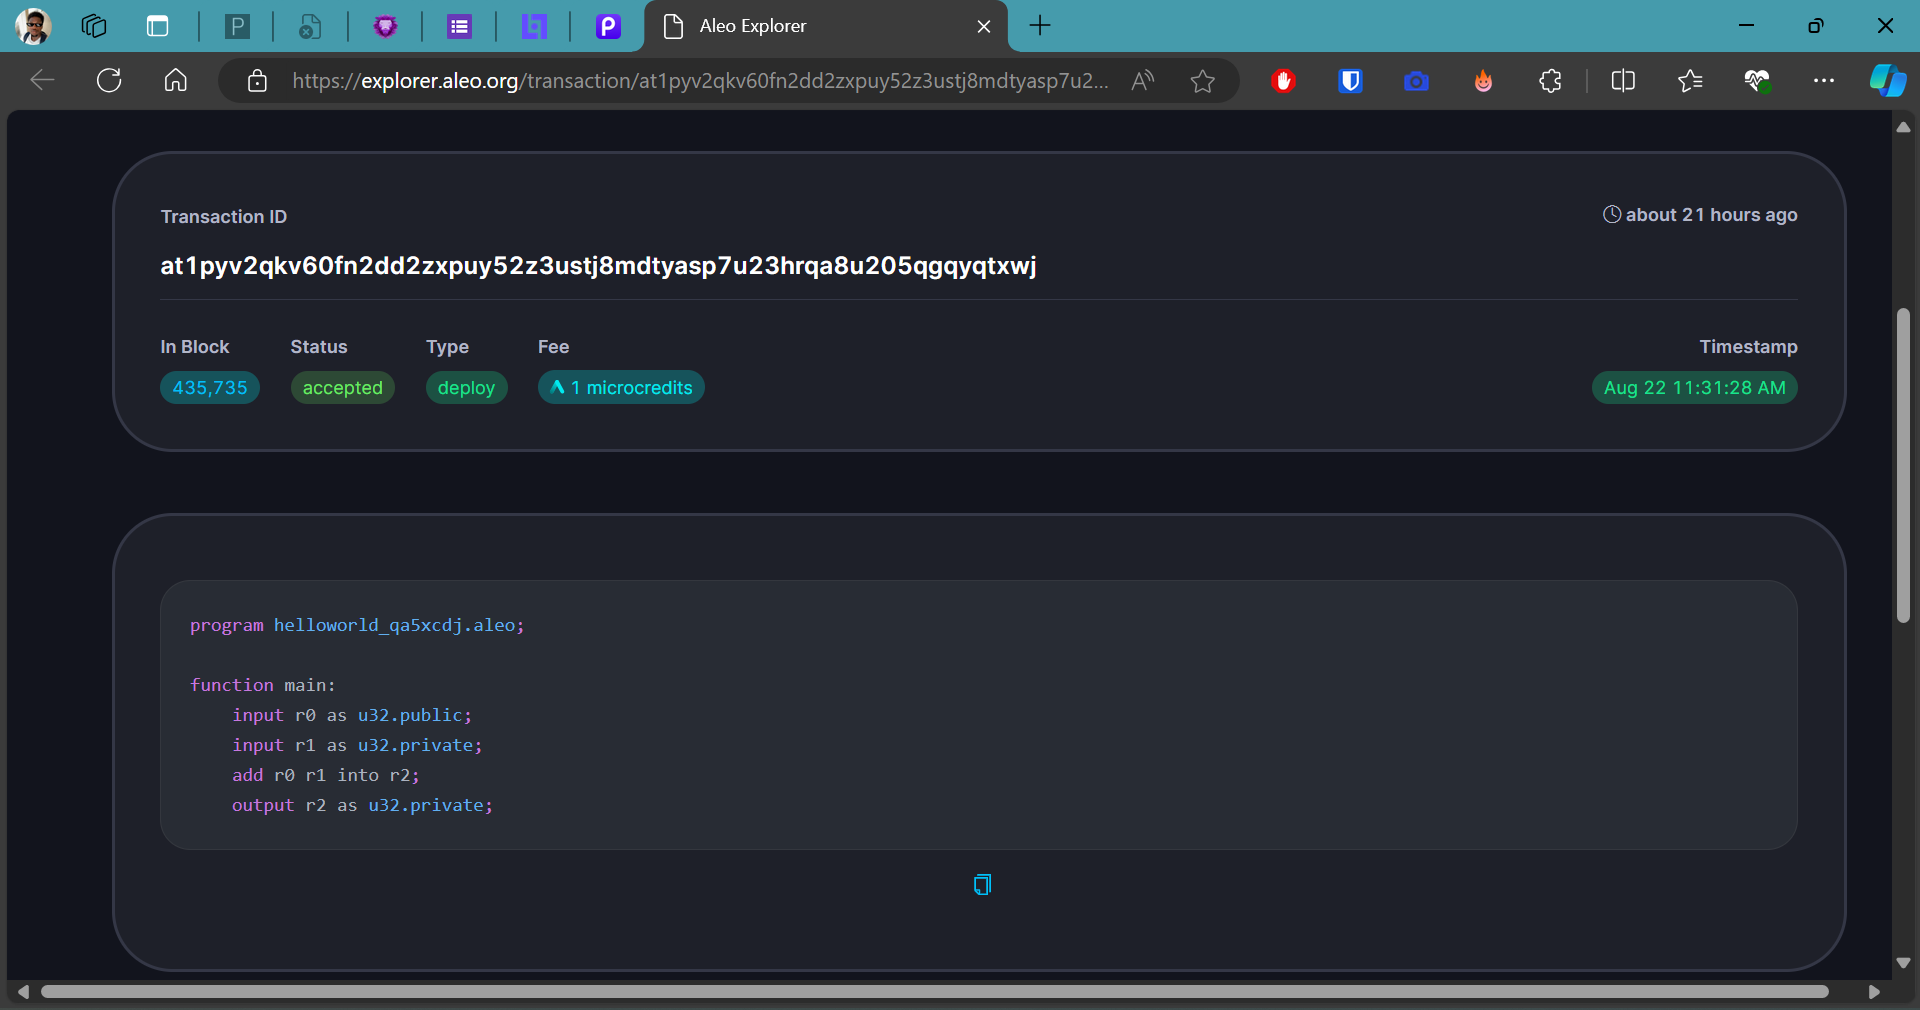 Aleo Explorer
https://explorer.aleo.org/transaction/at1pyv2qkv60fn2dd2zxpuy52z3ustj8mdtyasp7u2...
Transaction ID
about 21 hours ago
at1pyv2qkv60fn2dd2zxpuy52z3ustj8mdtyasp7u23hrqa8u205qgqyqtxwj
In Block Status Type Fee Timestamp
435,735 accepted deploy 1 microcredits Aug 22 11:31:28 AM
program helloworld_qa5xcdj.aleo;
function main:
    input r0 as u32.public;
    input r1 as u32.private;
    add r0 r1 into r2;
    output r2 as u32.private;